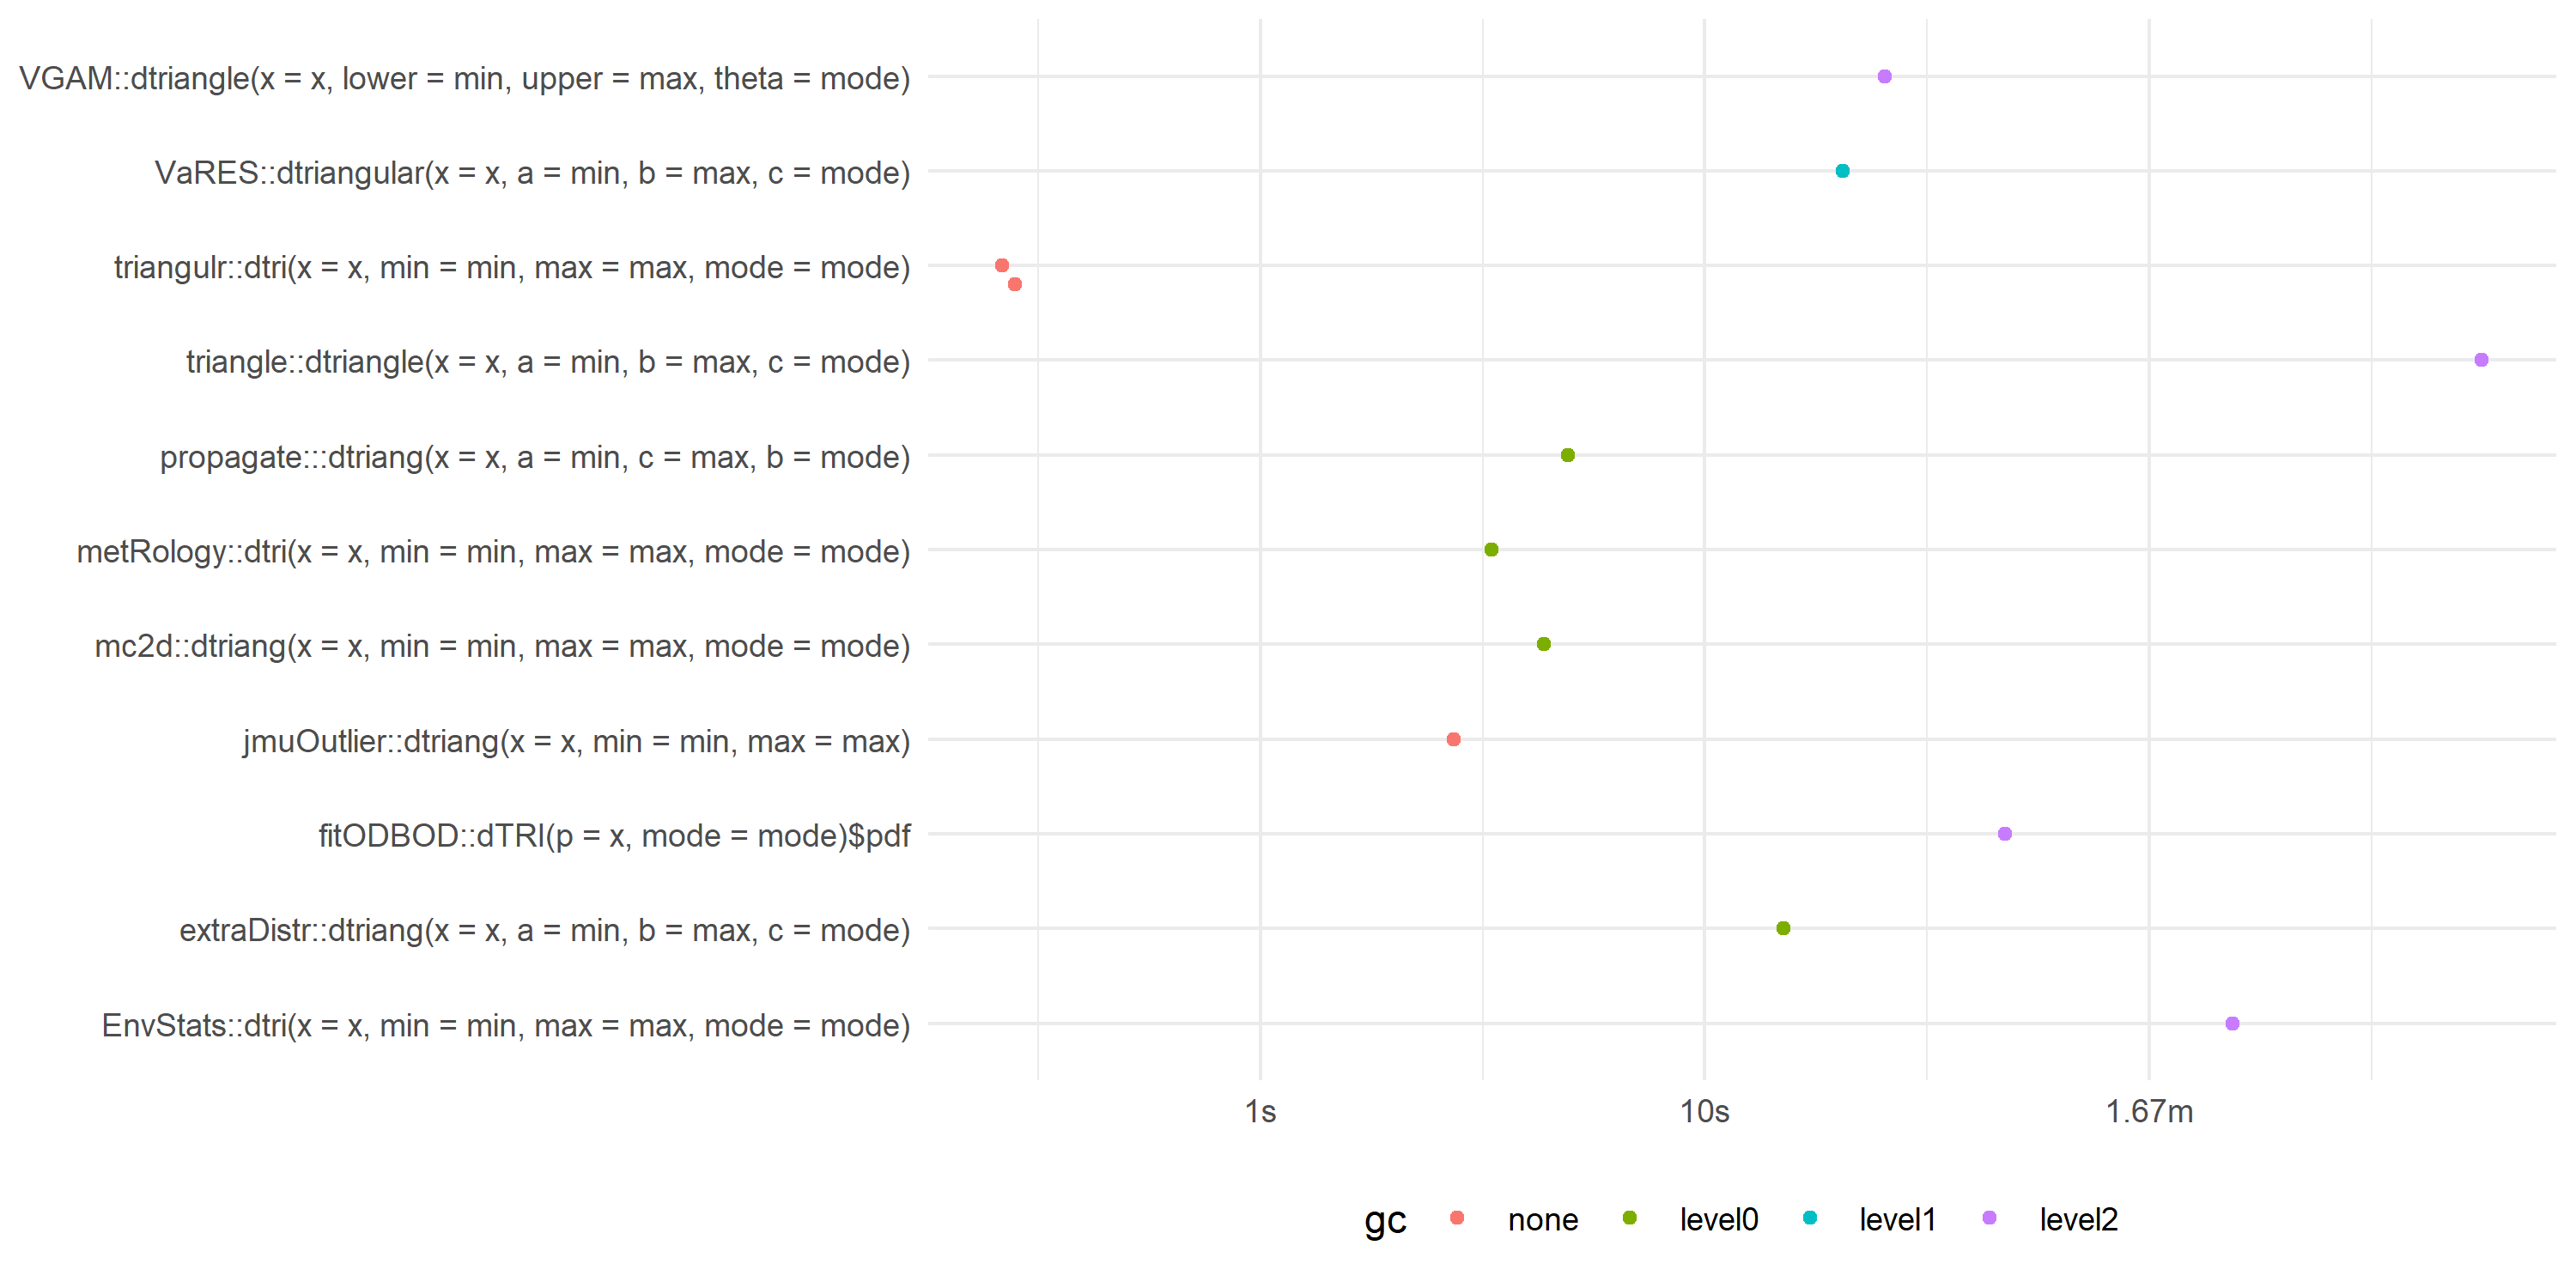 VGAM::dtriangle(x = x, lower = min, upper = max, theta = mode)
VaRES::dtriangular(x = x, a = min, b = max, c = mode)
triangulr::dtri(x = x, min = min, max = max, mode = mode)
triangle::dtriangle(x = x, a = min, b = max, c = mode)
propagate:::dtriang(x = x, a = min, c = max, b = mode)
metRology::dtri(x = x, min = min, max = max, mode = mode)
mc2d::dtriang(x = x, min = min, max = max, mode = mode)
jmuOutlier::dtriang(x = x, min = min, max = max)
fitODBOD::dTRI(p = x, mode = mode)$pdf
extraDistr::dtriang(x = x, a = min, b = max, c = mode)
EnvStats::dtri(x = x, min = min, max = max, mode = mode)
1s 10s 1.67m
gc none level0 level1 level2